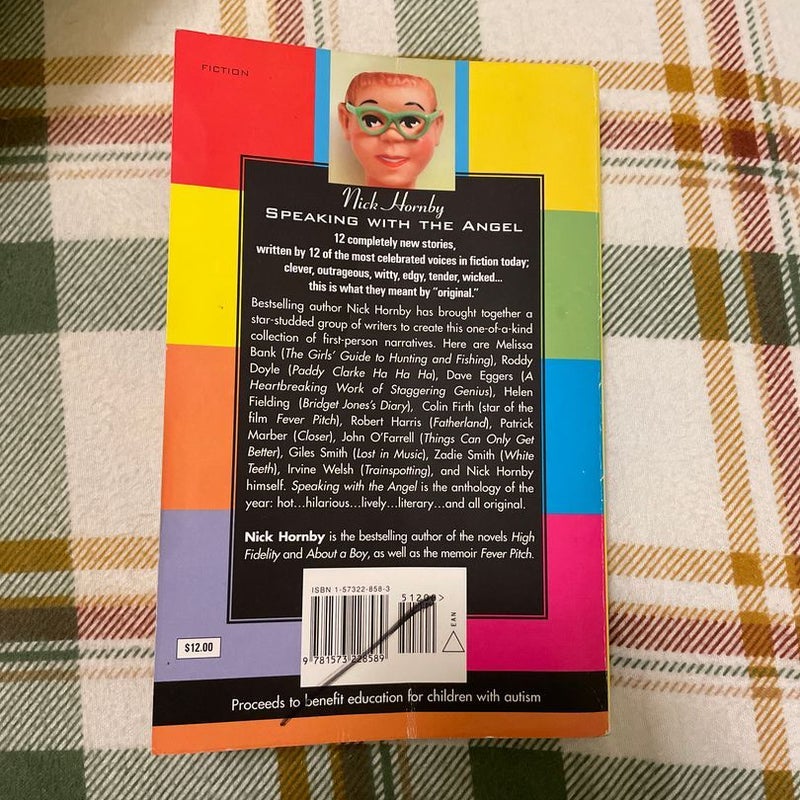 FICTION
Nick Hornby
SPEAKING WITH THE ANGEL
12 completely new stories,
written by 12 of the most celebrated voices in fiction today;
clever, outrageous, witty, edgy, tender, wicked...
this is what they meant by "original."
Bestselling author Nick Hornby has brought together a
star-studded group of writers to create this one-of-a-kind
collection of first-person narratives. Here are Melissa
Bank (The Girls' Guide to Hunting and Fishing), Roddy
Doyle (Paddy Clarke Ha Ha Ha), Dave Eggers (A
Heartbreaking Work of Staggering Genius), Helen
Fielding (Bridget Jones's Diary), Colin Firth (star of the
film Fever Pitch), Robert Harris (Fatherland), Patrick
Marber (Closer), John O'Farrell (Things Can Only Get
Better), Giles Smith (Lost in Music), Zadie Smith (White
Teeth), Irvine Welsh (Trainspotting), and Nick Hornby
himself. Speaking with the Angel is the anthology of the
year: hot...hilarious...lively...literary...and all original.
Nick Hornby is the bestselling author of the novels High
Fidelity and About a Boy, as well as the memoir Fever Pitch.
ISBN 1-57322-858-3
51200>
EAN
9 781573 228589
$12.00
Proceeds to benefit education for children with autism